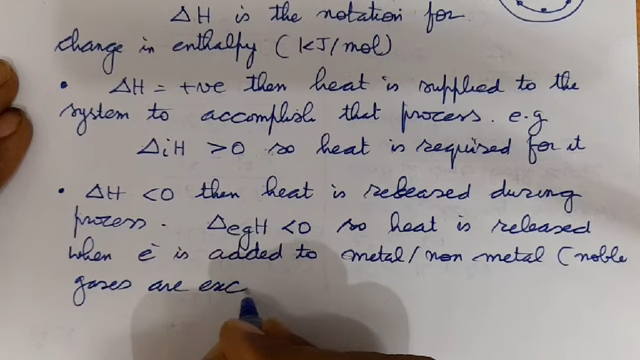 ΔH is the notation for
change in enthalpy (KJ/mol)
• ΔH = +ve then heat is supplied to the
system to accomplish that process. e.g
ΔiH >0 so heat is required for it
• ΔH <0 then heat is released during
process. ΔegH <0 so heat is released
when e⁻ is added to metal/non metal (noble
gases are exc